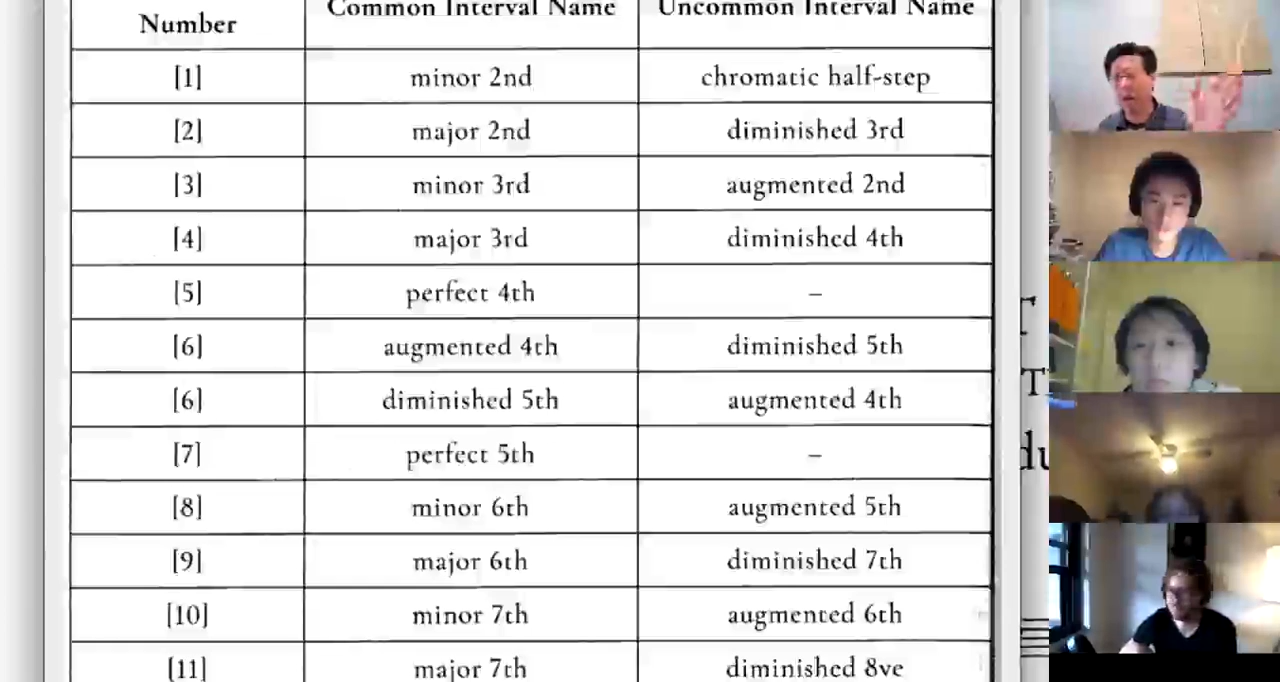 Common Interval Name Uncommon Interval Name
Number
[1] minor 2nd chromatic half-step
[2] major 2nd diminished 3rd
[3] minor 3rd augmented 2nd
[4] major 3rd diminished 4th
[5] perfect 4th –
[6] augmented 4th diminished 5th
[6] diminished 5th augmented 4th
[7] perfect 5th –
[8] minor 6th augmented 5th
[9] major 6th diminished 7th
[10] minor 7th augmented 6th
[11] major 7th diminished 8ve